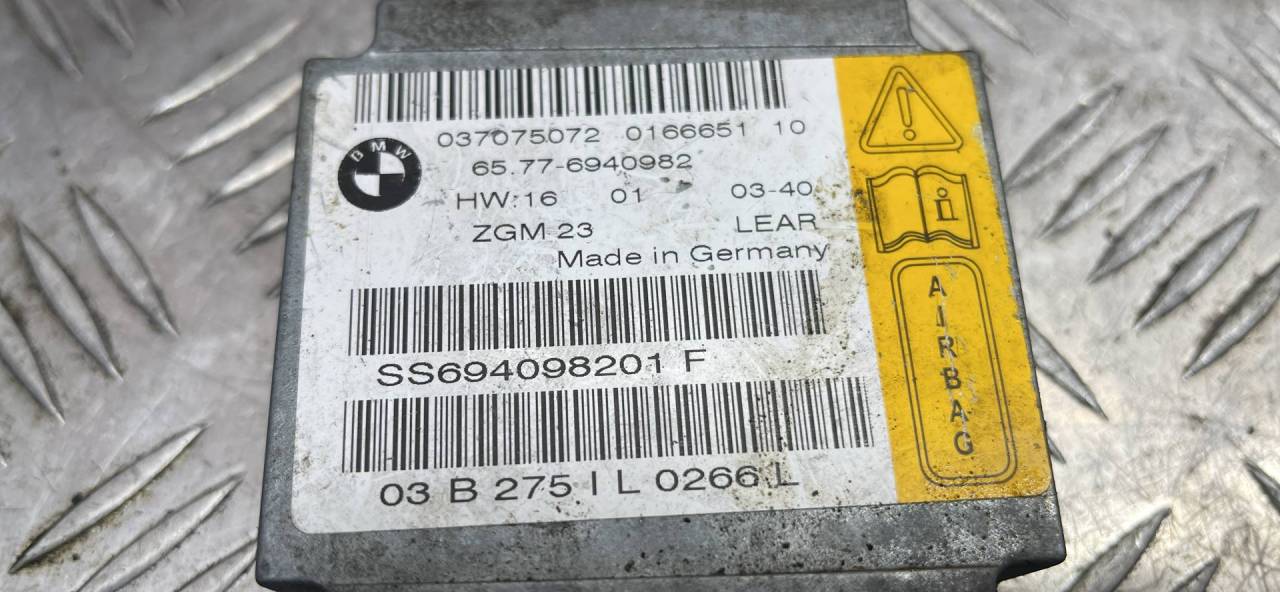 037075072 0166651 10
BMW
65.77-6940982
HW:16 01 03-40
ZGM 23 LEAR
Made in Germany
SS694098201 F
03 B 275 I L 0266 L
AIRBAG